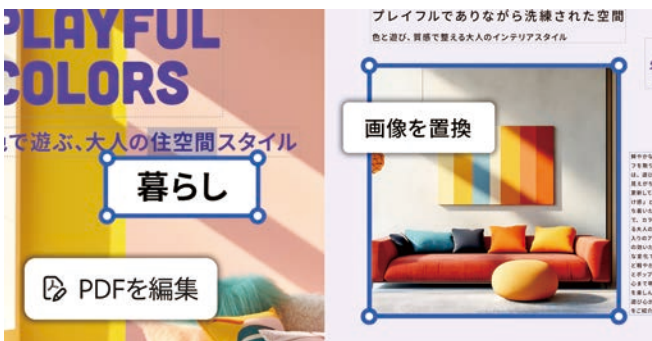 PLAYFUL
COLORS
で遊ぶ、大人の住空間スタイル
暮らし
PDFを編集
プレイフルでありながら洗練された空間
色と遊び、質感で整える大人のインテリアスタイル
画像を置換